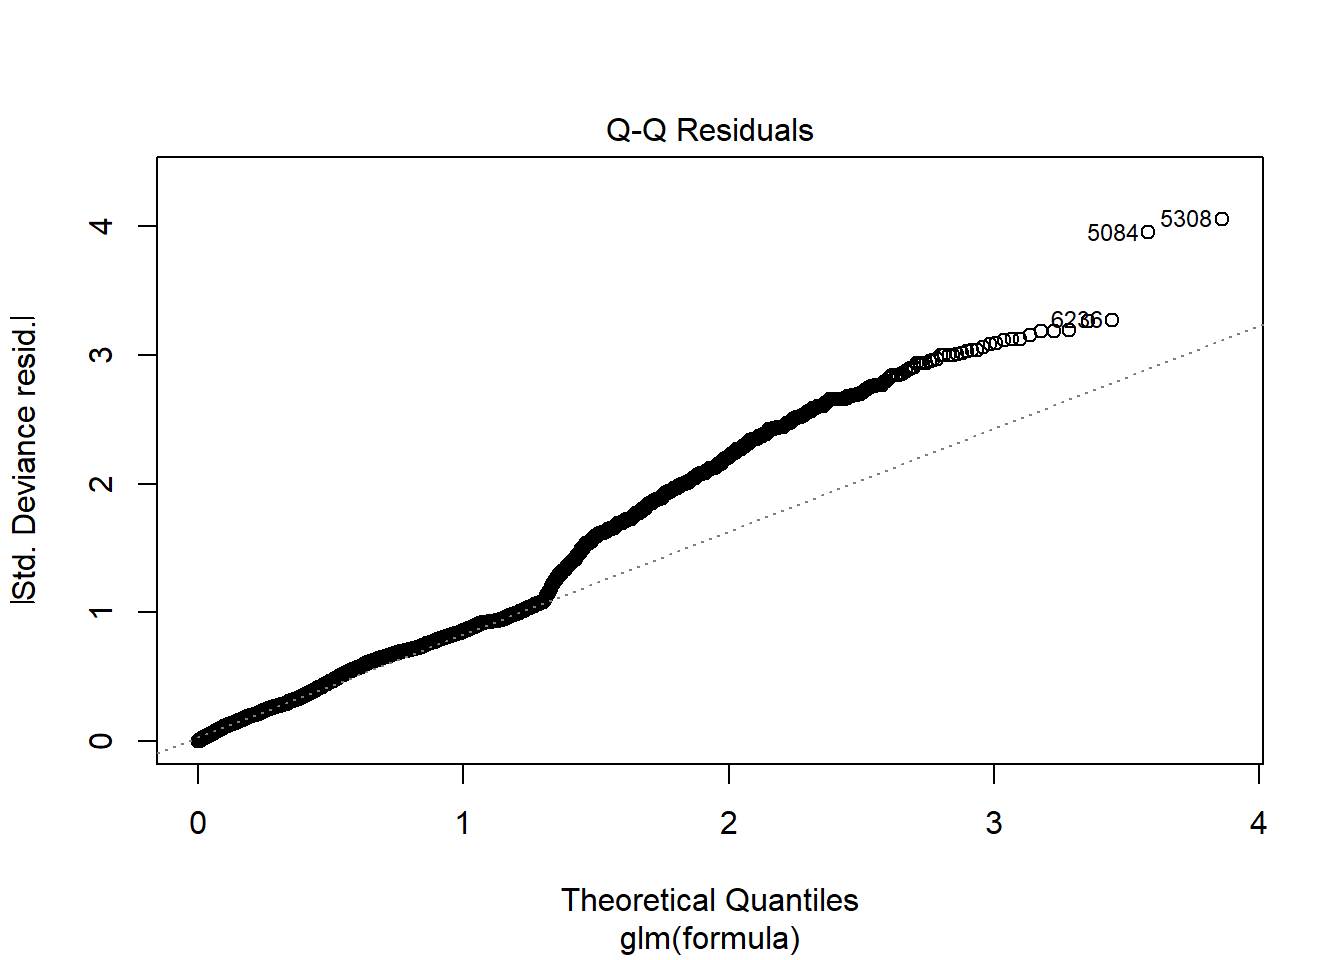 Q-Q Residuals
|Std. Deviance resid.|
4
3
2
1
0
5084
5308
6236
0 1 2 3 4
Theoretical Quantiles
glm(formula)